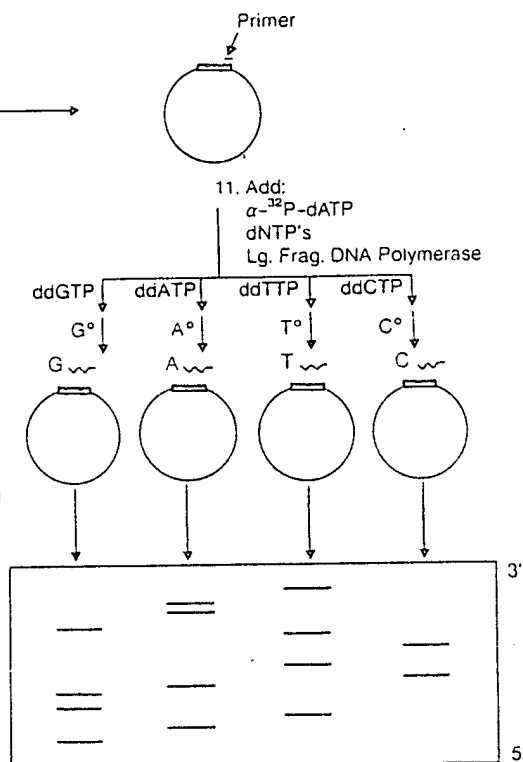 Primer
11. Add:
α-³²P-dATP
dNTP's
Lg. Frag. DNA Polymerase
ddGTP ddATP ddTTP ddCTP
G° A° T° C°
G A T C
3'
5